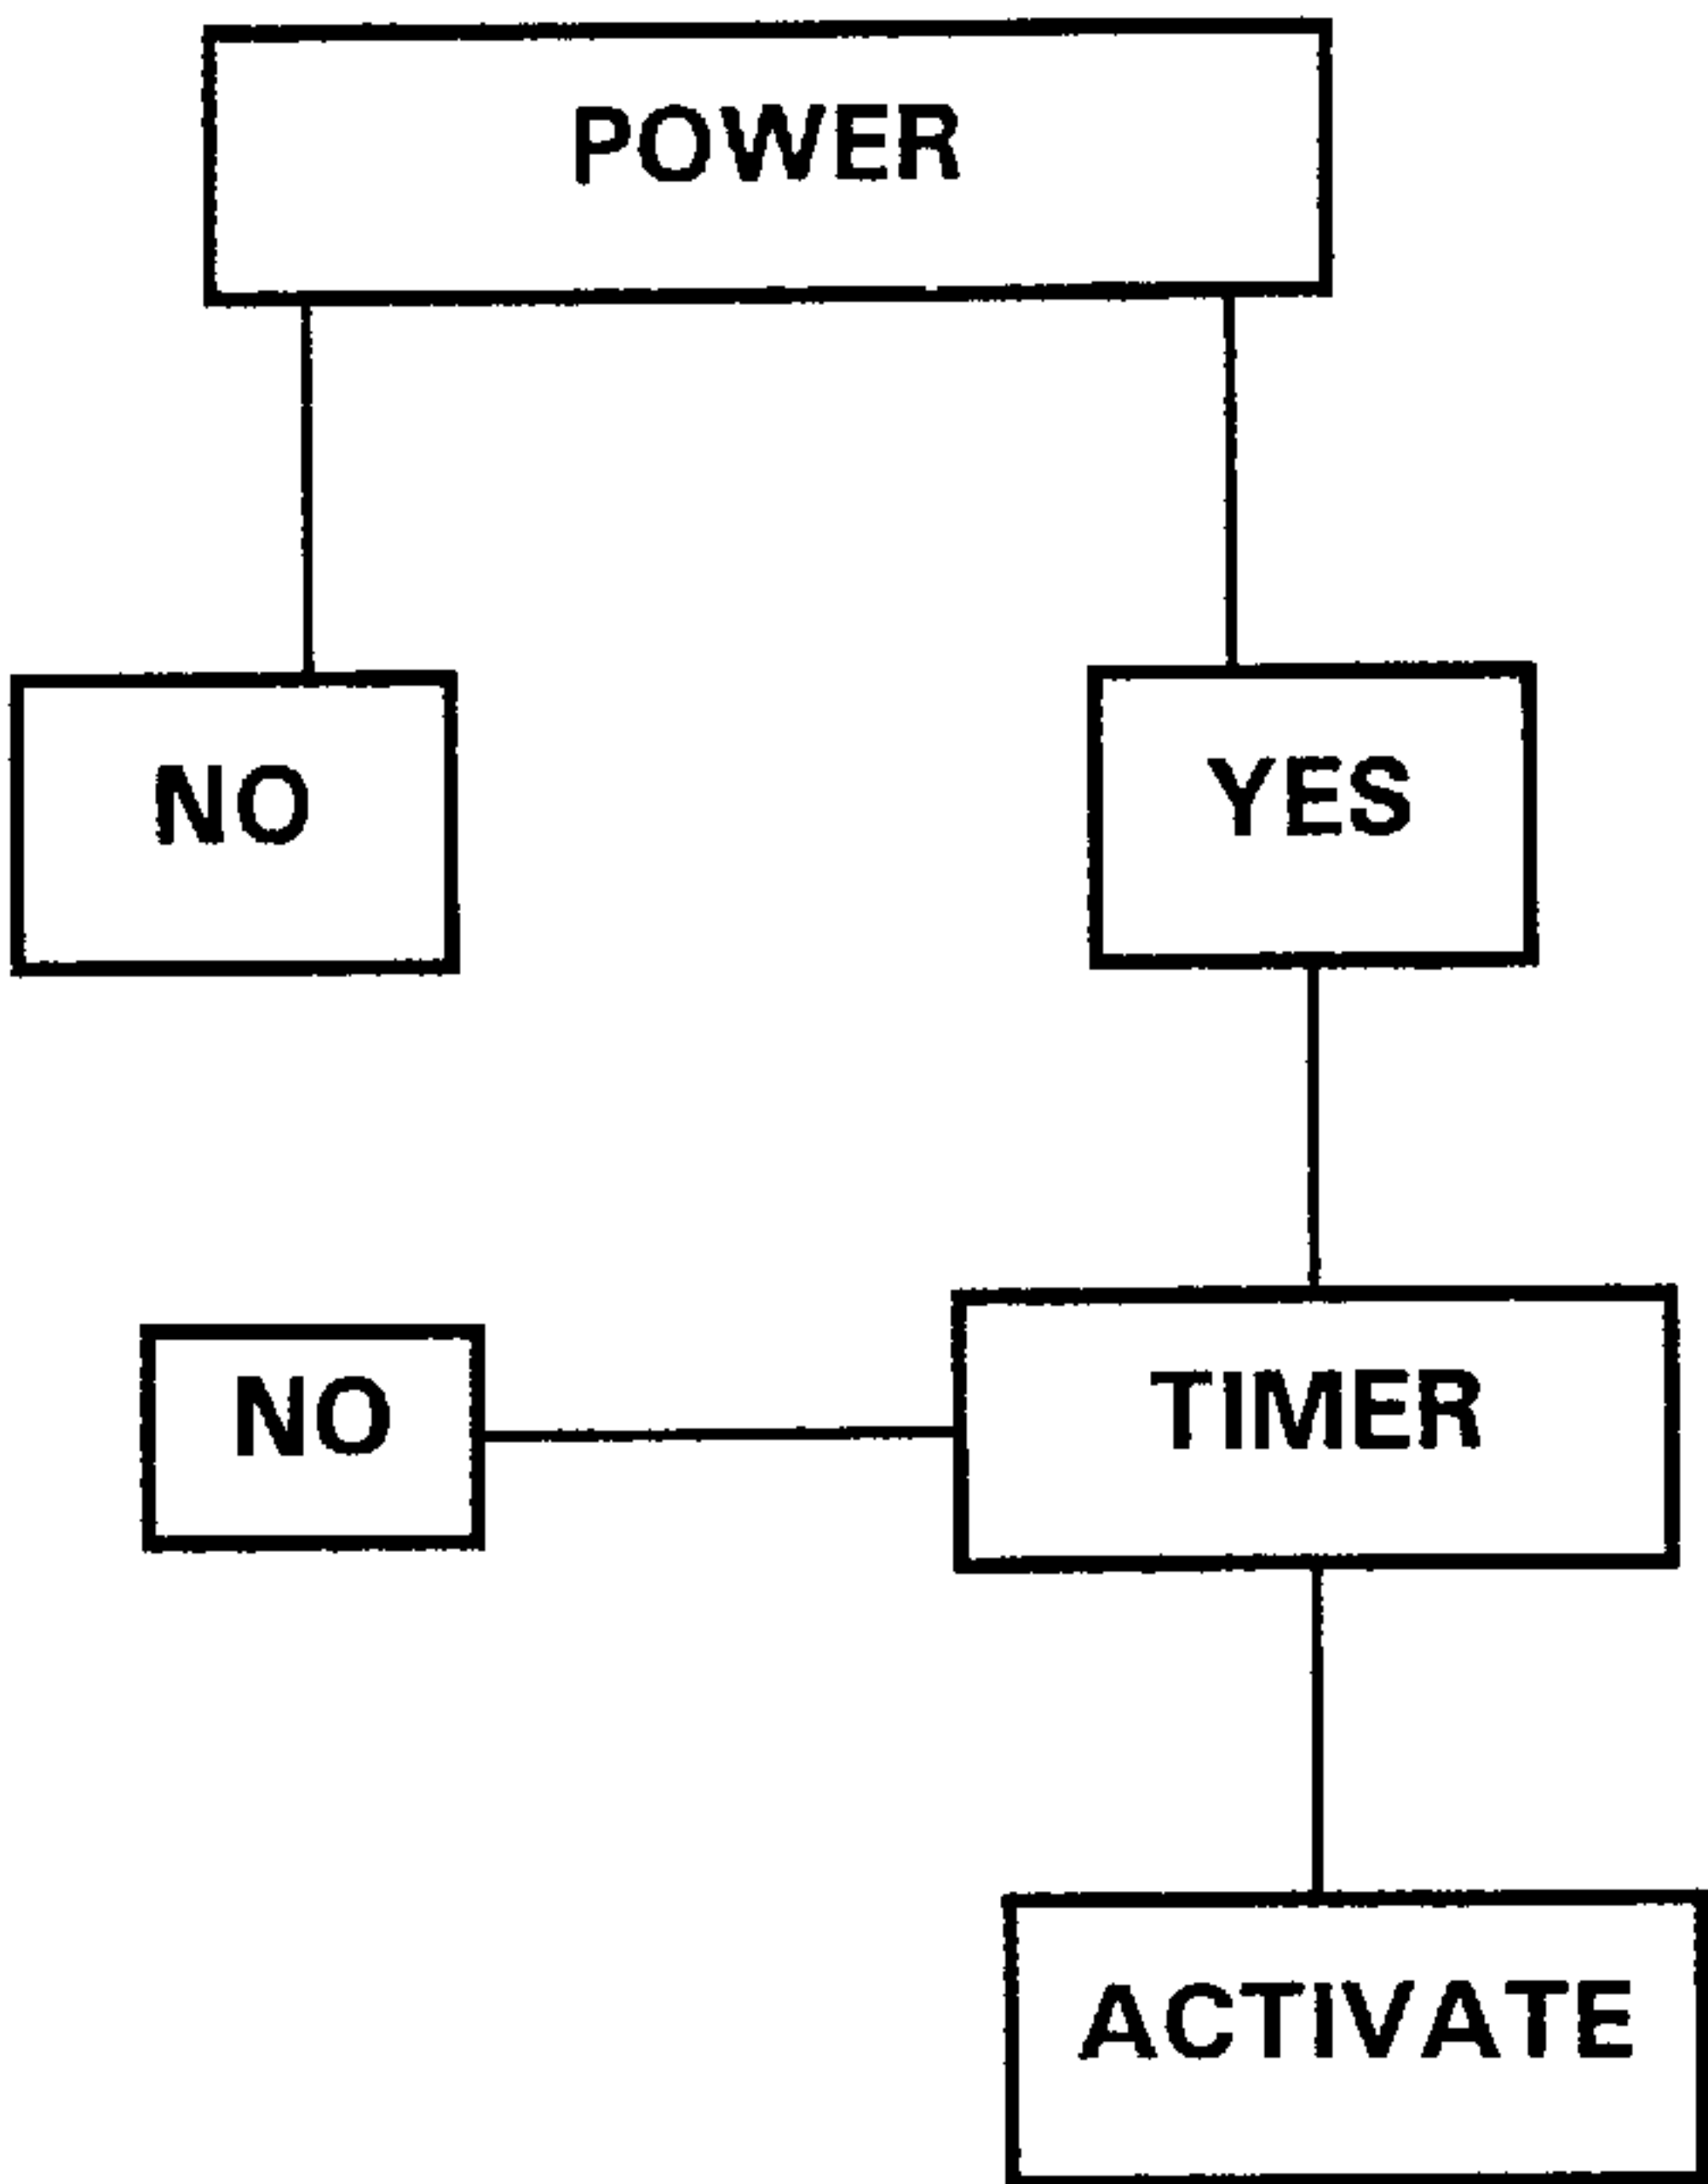 POWER
NO
YES
NO
TIMER
ACTIVATE